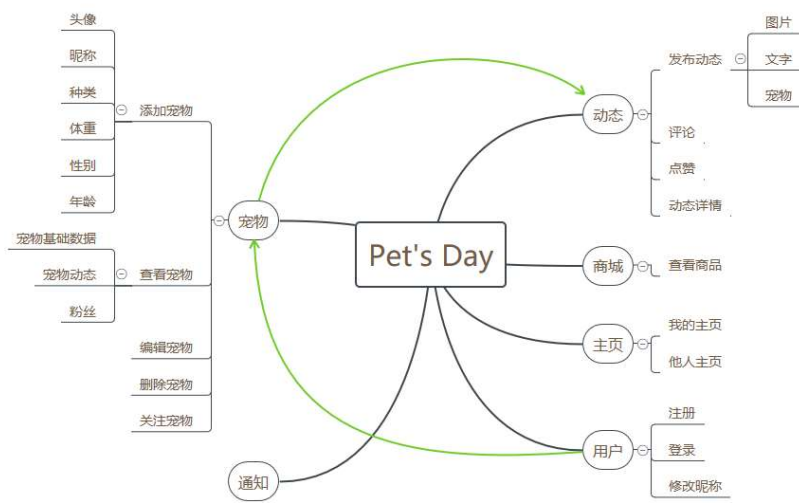 Pet's Day
宠物
添加宠物
头像
昵称
种类
体重
性别
年龄
查看宠物
宠物基础数据
宠物动态
粉丝
编辑宠物
删除宠物
关注宠物
通知
动态
发布动态
图片
文字
宠物
评论
点赞
动态详情
商城
查看商品
主页
我的主页
他人主页
用户
注册
登录
修改昵称